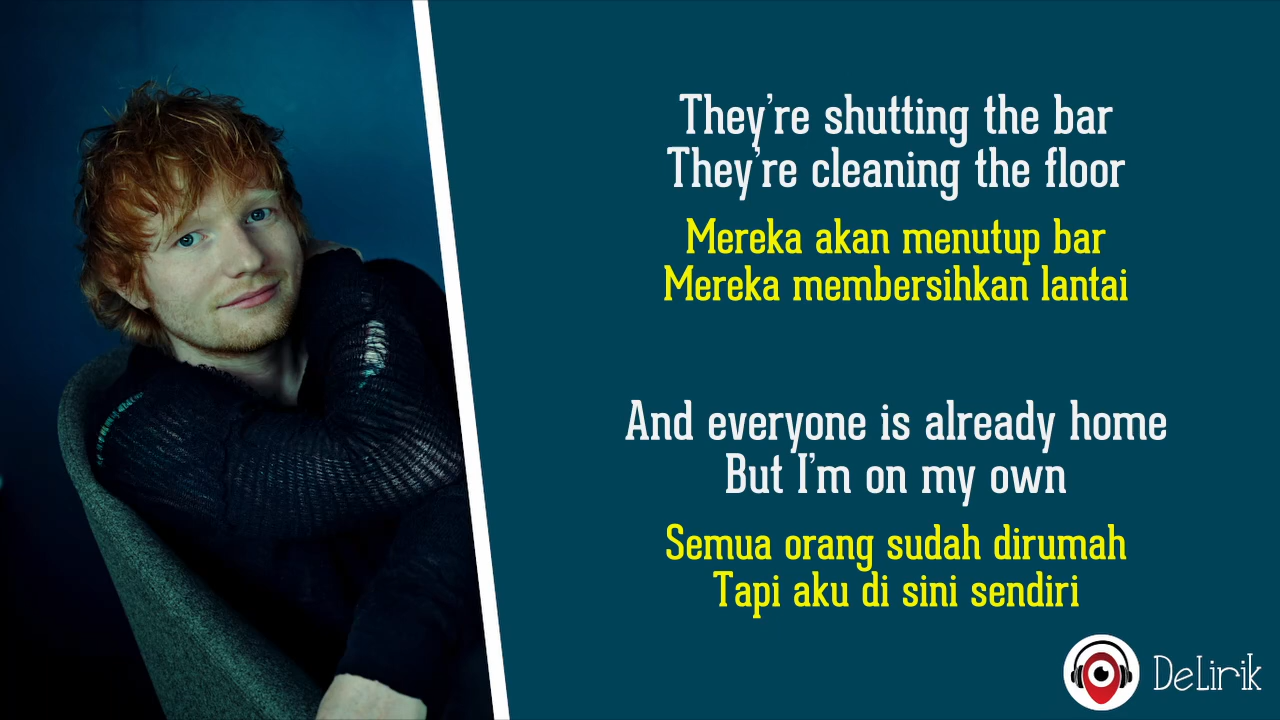 They're shutting the bar
They're cleaning the floor
Mereka akan menutup bar
Mereka membersihkan lantai
And everyone is already home
But I'm on my own
Semua orang sudah dirumah
Tapi aku di sini sendiri
DeLirik